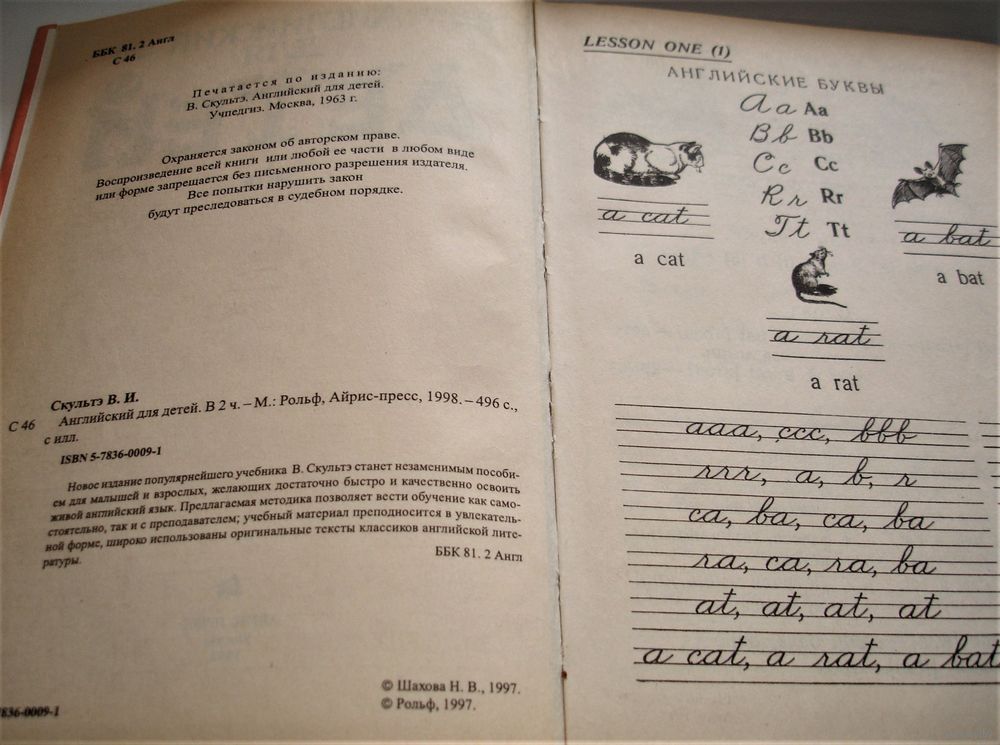 ББК 81. 2 Англ
С 46
Печатается по изданию:
В. Скультэ. Английский для детей.
Учпедгиз. Москва, 1963 г.
Охраняется законом об авторском праве.
Воспроизведение всей книги или любой ее части в любом виде
или форме запрещается без письменного разрешения издателя.
Все попытки нарушить закон
будут преследоваться в судебном порядке.
Скультэ В. И.
С 46 Английский для детей. В 2 ч. – М.: Рольф, Айрис-пресс, 1998. – 496 с.,
с илл.
ISBN 5-7836-0009-1
Новое издание популярнейшего учебника В. Скультэ станет незаменимым пособи-
ем для малышей и взрослых, желающих достаточно быстро и качественно освоить
живой английский язык. Предлагаемая методика позволяет вести обучение как само-
стоятельно, так и с преподавателем; учебный материал преподносится в увлекатель-
ной форме, широко использованы оригинальные тексты классиков английской лите-
ратуры.
ББК 81. 2 Англ
© Шахова Н. В., 1997.
© Рольф, 1997.
7836-0009-1
LESSON ONE (1)
АНГЛИЙСКИЕ БУКВЫ
Aa Aa
Bb Bb
Cc Cc
Rr Rr
Tt Tt
a cat
a cat
a bat
a bat
a rat
a rat
aaa, ccc, bbb
rrr, a, b, r
ca, ba, ca, ba
ra, ca, ra, ba
at, at, at, at
a cat, a rat, a bat